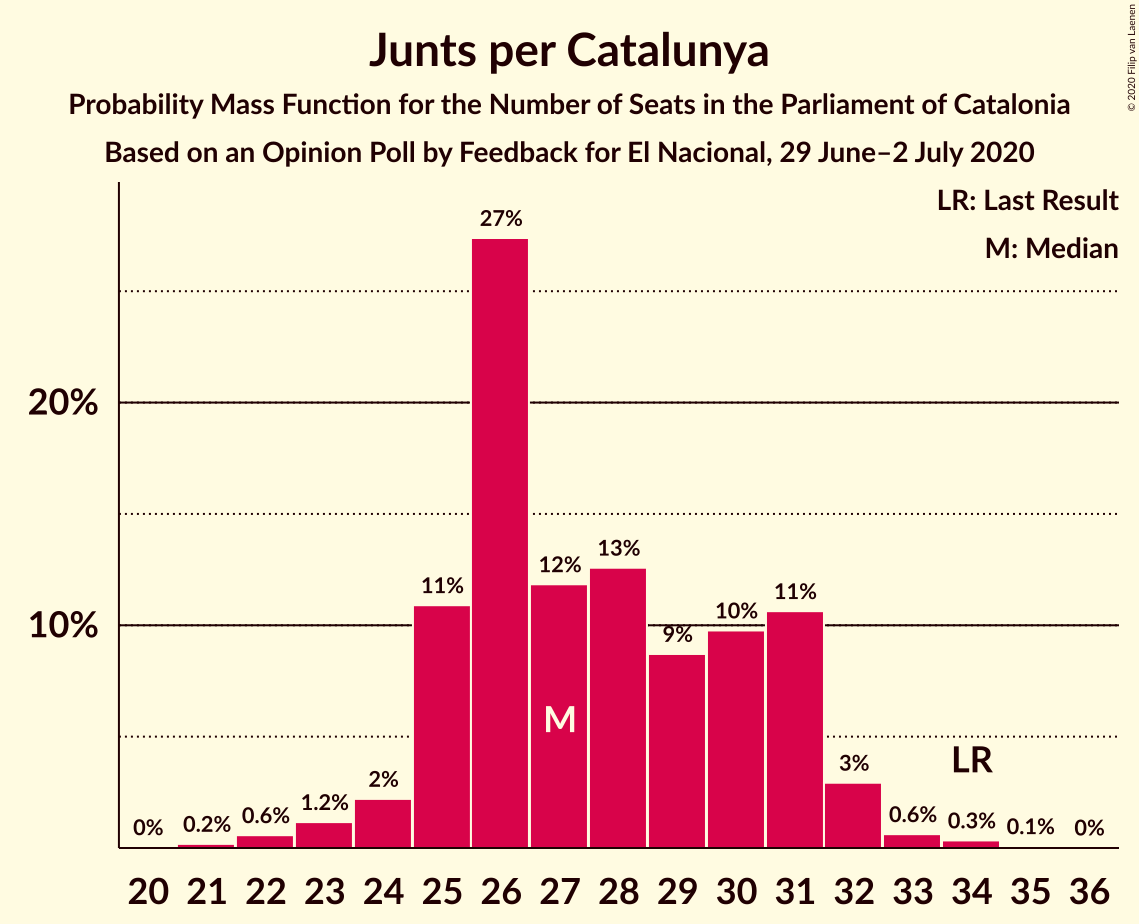 Junts per Catalunya
Probability Mass Function for the Number of Seats in the Parliament of Catalonia
Based on an Opinion Poll by Feedback for El Nacional, 29 June–2 July 2020
© 2020 Filip van Laenen
LR: Last Result
M: Median
20%
10%
0%
0.2%
0.6%
1.2%
2%
11%
27%
12%
13%
9%
10%
11%
3%
0.6%
0.3%
0.1%
0%
M
LR
20 21 22 23 24 25 26 27 28 29 30 31 32 33 34 35 36